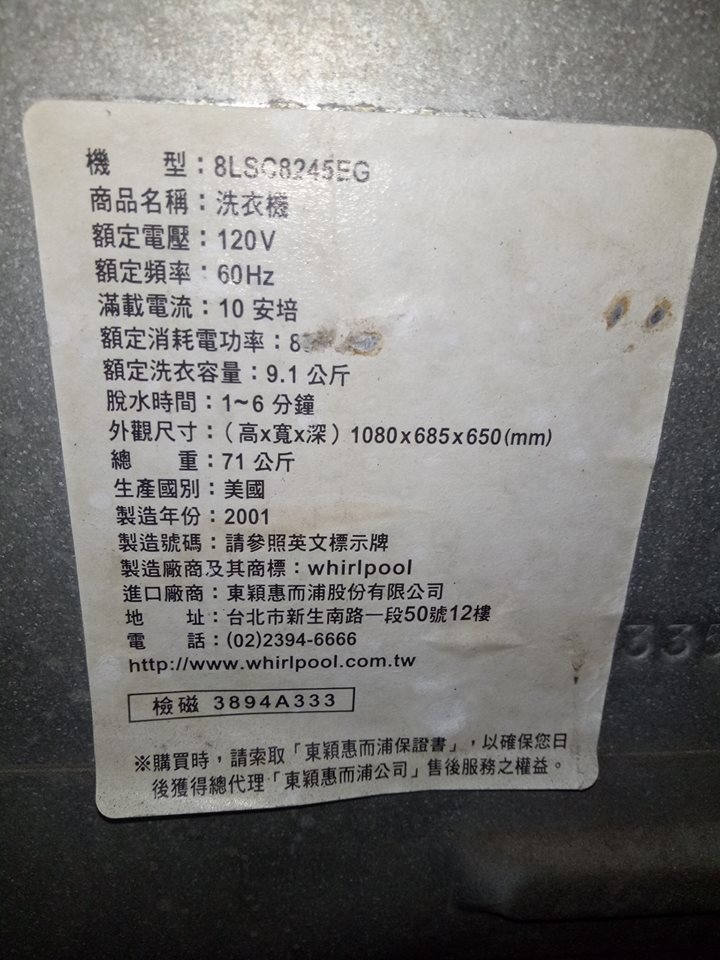 機 型：8LSC8245EG
商品名稱：洗衣機
額定電壓：120V
額定頻率：60Hz
滿載電流：10 安培
額定消耗電功率：8
額定洗衣容量：9.1 公斤
脫水時間：1~6 分鐘
外觀尺寸：（高x寬x深）1080x685x650(mm)
總 重：71 公斤
生產國別：美國
製造年份：2001
製造號碼：請參照英文標示牌
製造廠商及其商標：whirlpool
進口廠商：東穎惠而浦股份有限公司
地 址：台北市新生南路一段50號12樓
電 話：(02)2394-6666
http://www.whirlpool.com.tw
檢磁 3894A333
※購買時，請索取「東穎惠而浦保證書」，以確保您日
後獲得總代理「東穎惠而浦公司」售後服務之權益。
335